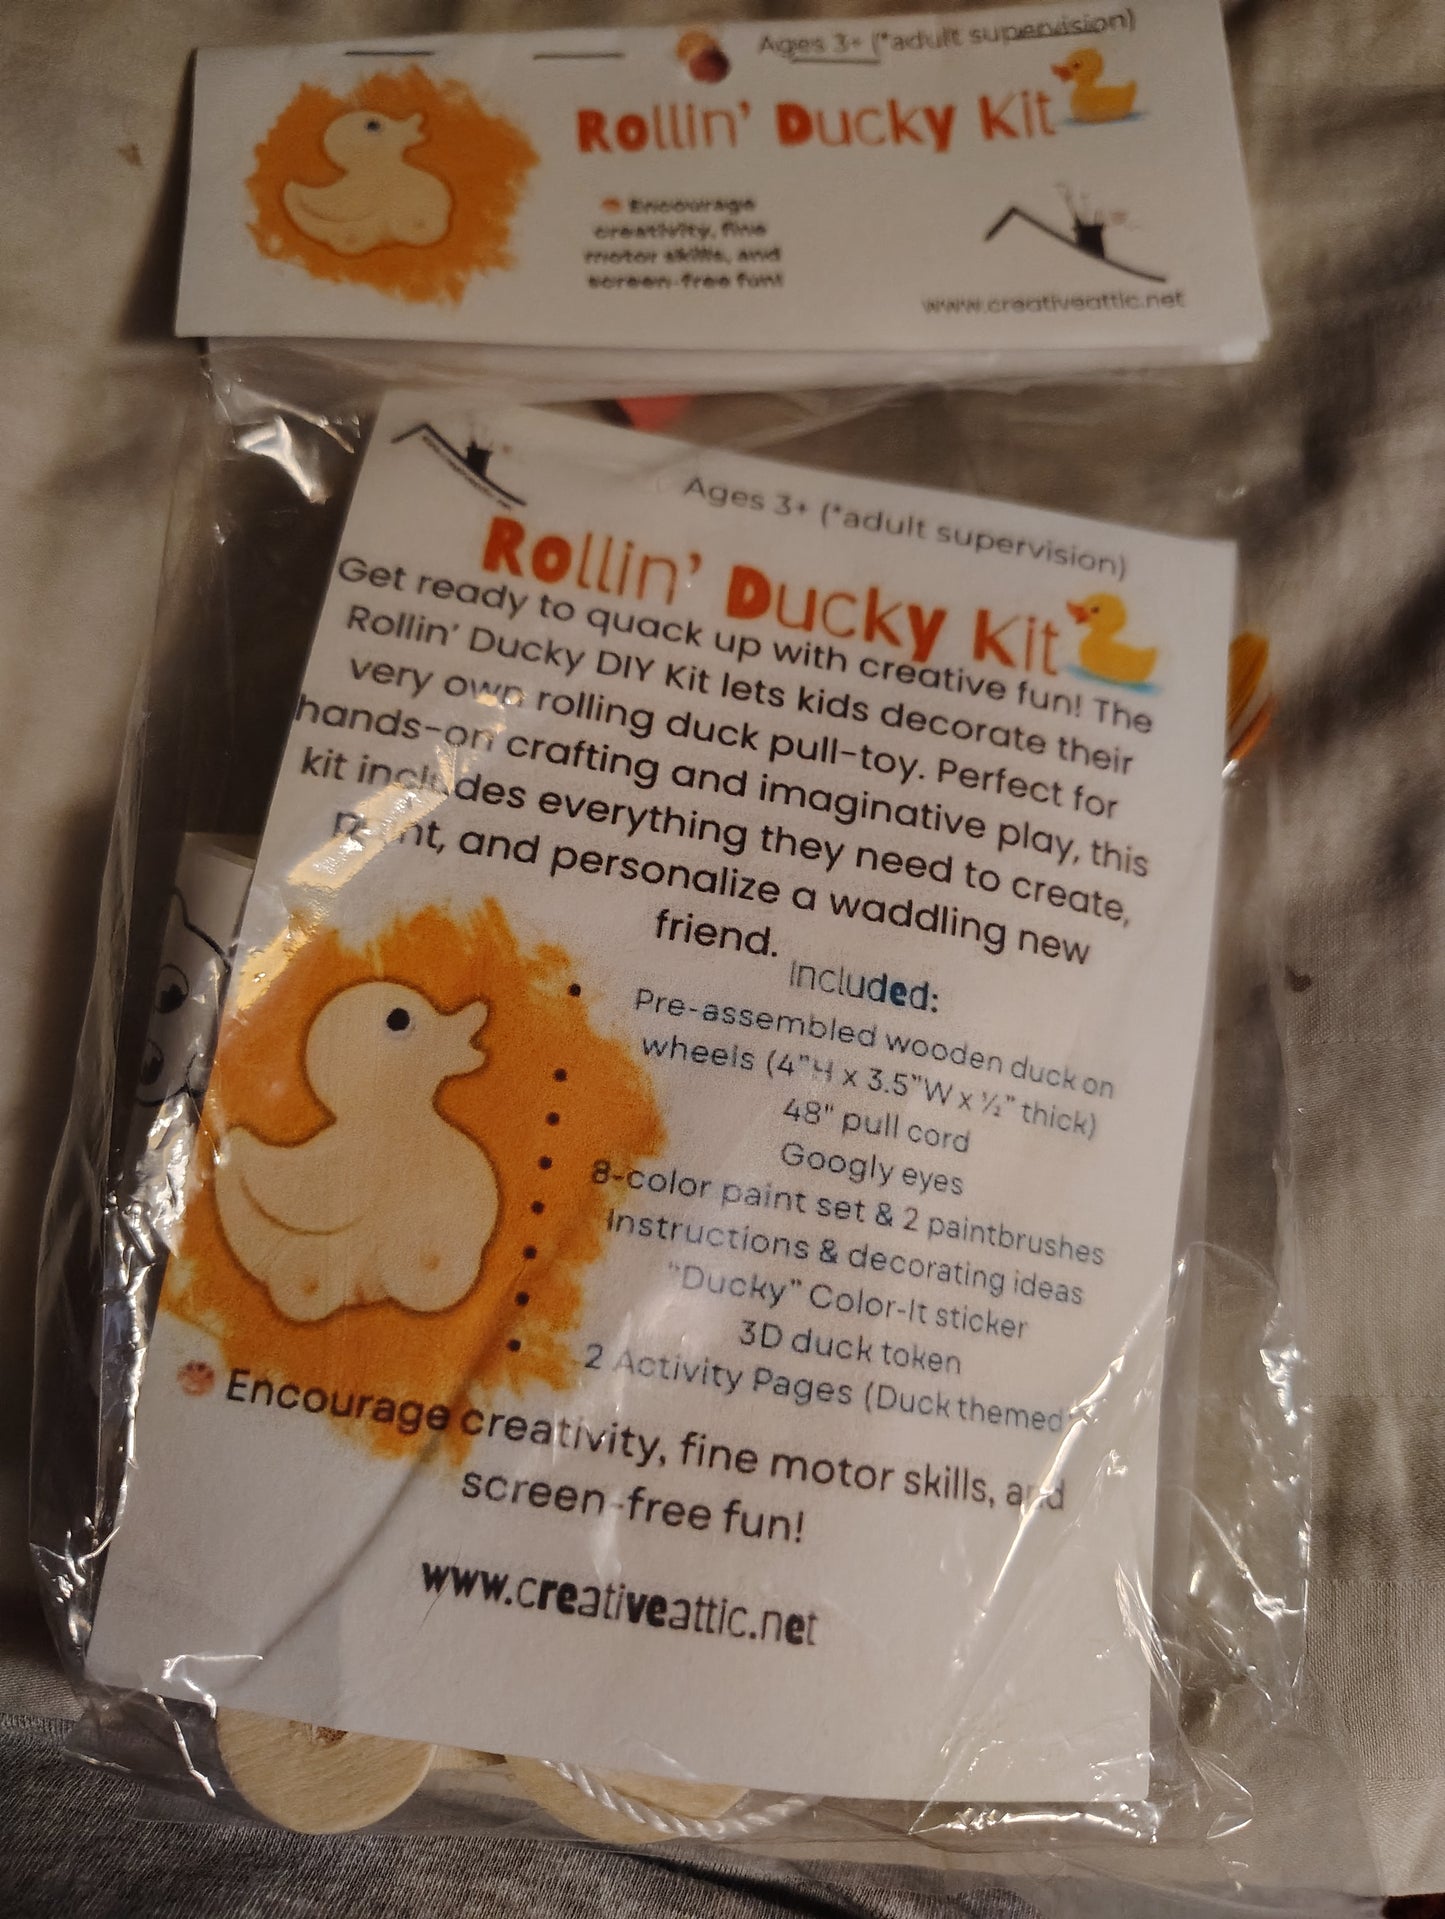 Ages 3+ (*adult supervision)
Rollin' Ducky Kit
Encourage
creativity, fine
motor skills, and
screen-free fun!
www.creativeattic.net
Ages 3+ (*adult supervision)
Rollin' Ducky Kit
Get ready to quack up with creative fun! The
Rollin' Ducky DIY Kit lets kids decorate their
very own rolling duck pull-toy. Perfect for
hands-on crafting and imaginative play, this
kit includes everything they need to create,
paint, and personalize a waddling new
friend.
Included:
• Pre-assembled wooden duck on
wheels (4"H x 3.5"W x ½" thick)
• 48" pull cord
• Googly eyes
• 8-color paint set & 2 paintbrushes
• Instructions & decorating ideas
• "Ducky" Color-It sticker
• 3D duck token
• 2 Activity Pages (Duck themed)
Encourage creativity, fine motor skills, and
screen-free fun!
www.creativeattic.net